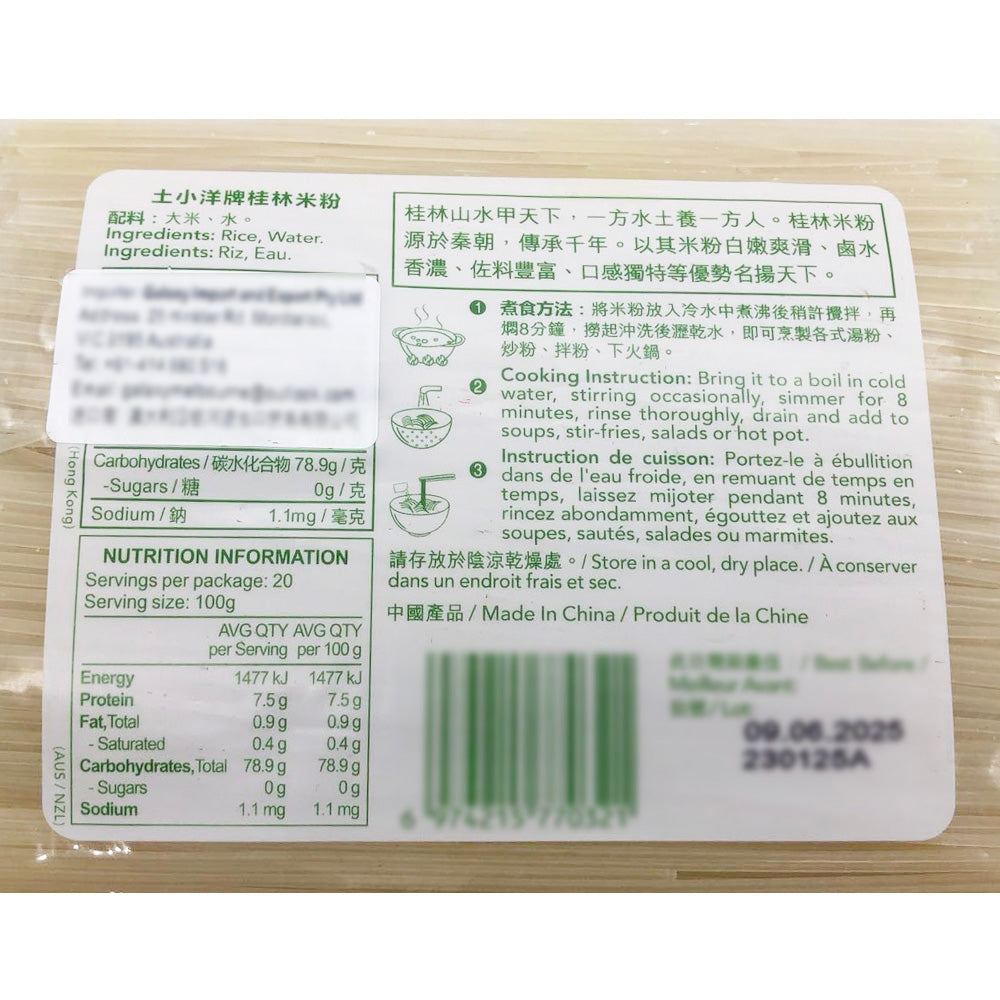 土小洋牌桂林米粉
配料：大米、水。
Ingredients: Rice, Water.
Ingredients: Riz, Eau.
(Hong Kong)
Carbohydrates / 碳水化合物 78.9g / 克
-Sugars / 糖 0g / 克
Sodium / 鈉 1.1mg / 毫克
NUTRITION INFORMATION
Servings per package: 20
Serving size: 100g
AVG QTY AVG QTY
per Serving per 100 g
Energy 1477 kJ 1477 kJ
Protein 7.5 g 7.5 g
Fat,Total 0.9 g 0.9 g
- Saturated 0.4 g 0.4 g
Carbohydrates,Total 78.9 g 78.9 g
- Sugars 0 g 0 g
Sodium 1.1 mg 1.1 mg
(AUS / NZL)
桂林山水甲天下，一方水土養一方人。桂林米粉
源於秦朝，傳承千年。以其米粉白嫩爽滑、鹵水
香濃、佐料豐富、口感獨特等優勢名揚天下。
1 煮食方法：將米粉放入冷水中煮沸後稍許攪拌，再
燜8分鐘，撈起沖洗後瀝乾水，即可烹製各式湯粉、
炒粉、拌粉、下火鍋。
2 Cooking Instruction: Bring it to a boil in cold
water, stirring occasionally, simmer for 8
minutes, rinse thoroughly, drain and add to
soups, stir-fries, salads or hot pot.
3 Instruction de cuisson: Portez-le à ébullition
dans de l'eau froide, en remuant de temps en
temps, laissez mijoter pendant 8 minutes,
rincez abondamment, égouttez et ajoutez aux
soupes, sautés, salades ou marmites.
請存放於陰涼乾燥處。/ Store in a cool, dry place. / À conserver
dans un endroit frais et sec.
中國產品 / Made In China / Produit de la Chine
/ Best Before /
Meilleur Avant:
/ Lot
09.06.2025
230125A
6 974215 770321